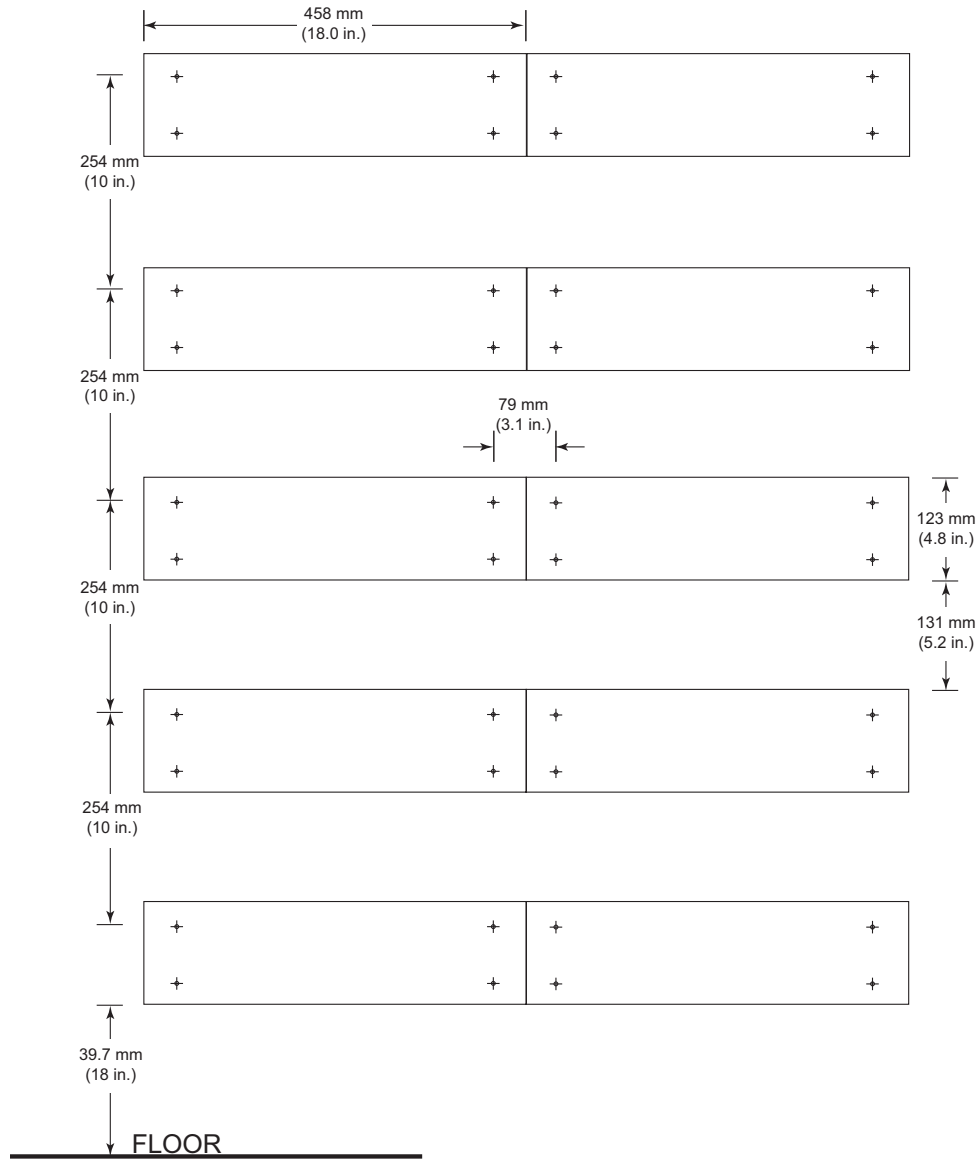 458 mm
(18.0 in.)
254 mm
(10 in.)
254 mm
(10 in.)
79 mm
(3.1 in.)
123 mm
(4.8 in.)
254 mm
(10 in.)
131 mm
(5.2 in.)
254 mm
(10 in.)
39.7 mm
(18 in.)
FLOOR